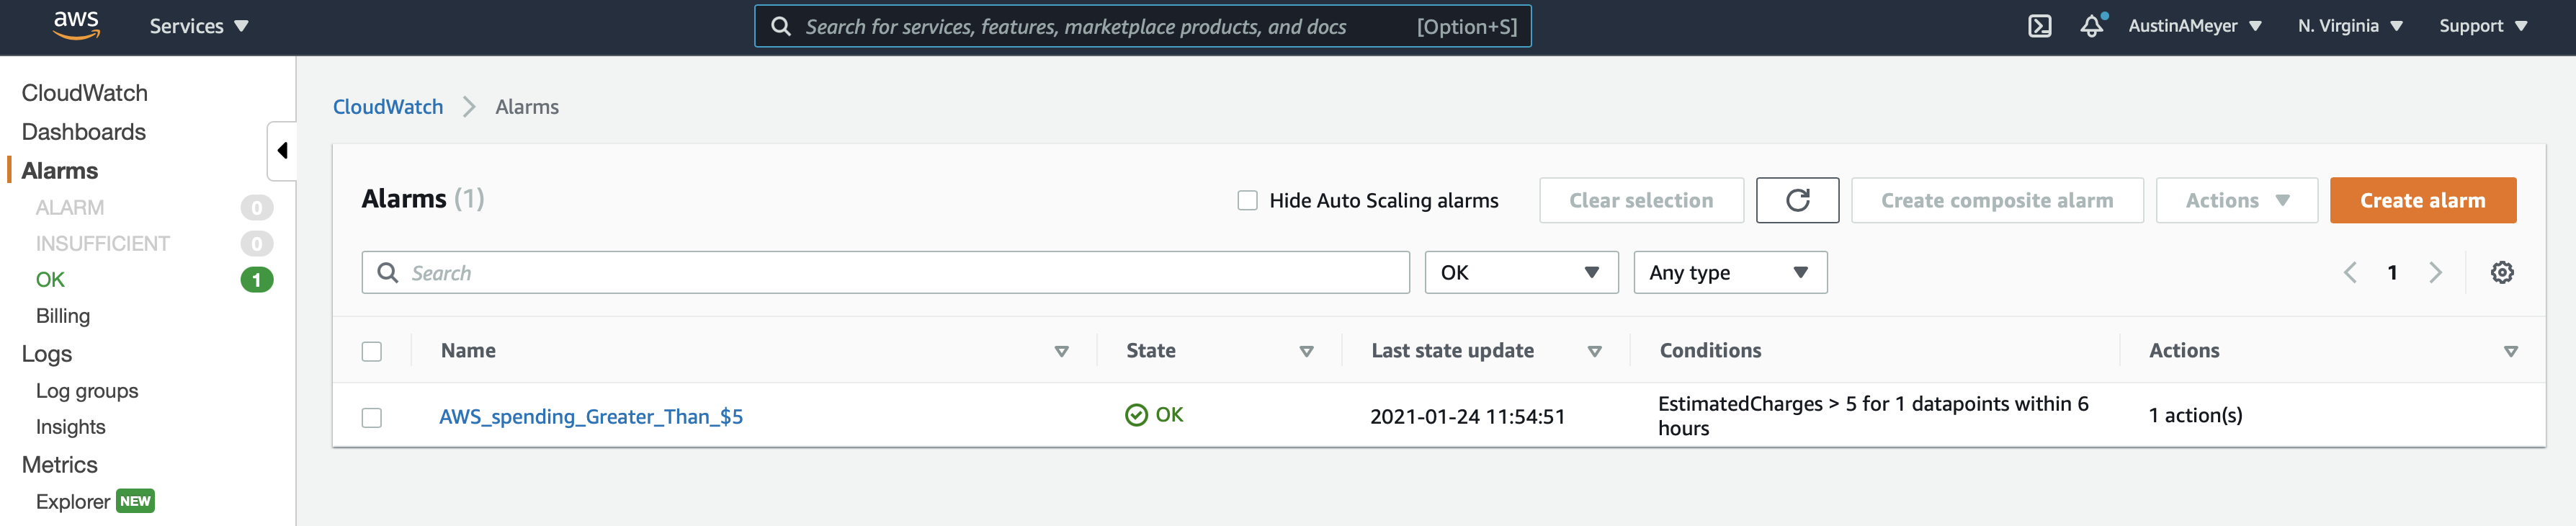 aws
Services
Search for services, features, marketplace products, and docs [Option+S]
AustinAMeyer
N. Virginia
Support
CloudWatch
Dashboards
Alarms
ALARM 0
INSUFFICIENT 0
OK 1
Billing
Logs
Log groups
Insights
Metrics
Explorer NEW
CloudWatch > Alarms
Alarms (1)
Hide Auto Scaling alarms
Clear selection
Create composite alarm
Actions
Create alarm
Search
OK
Any type
1
Name State Last state update Conditions Actions
AWS_spending_Greater_Than_$5 OK 2021-01-24 11:54:51 EstimatedCharges > 5 for 1 datapoints within 6
hours 1 action(s)